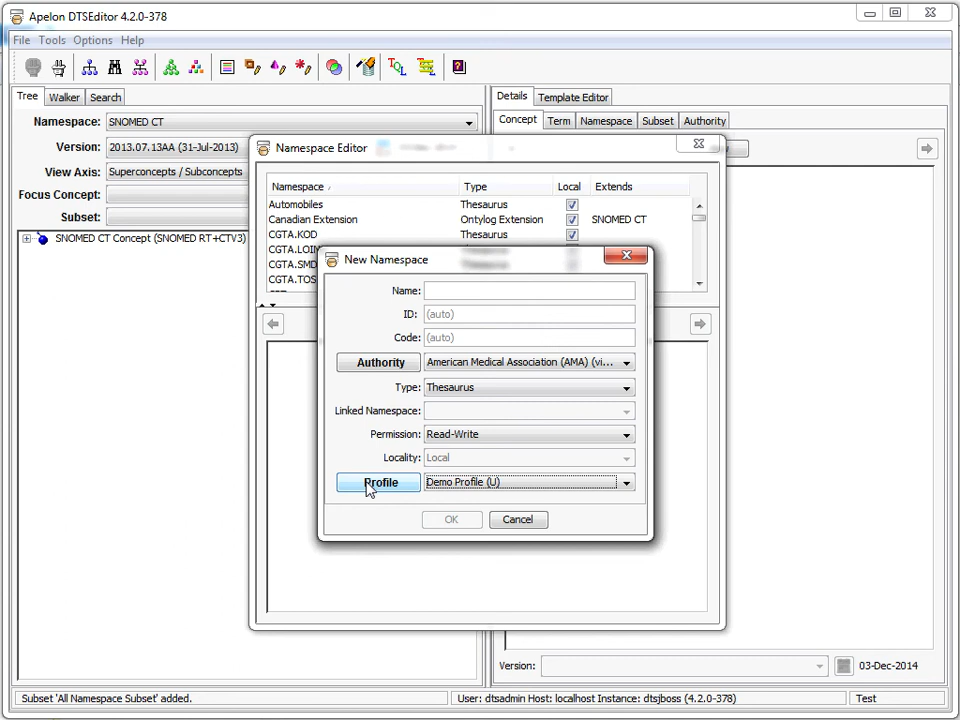 Apelon DTSEditor 4.2.0-378
File Tools Options Help
Tree Walker Search
Namespace: SNOMED CT
Version: 2013.07.13AA (31-Jul-2013)
View Axis: Superconcepts / Subconcepts
Focus Concept:
Subset:
SNOMED CT Concept (SNOMED RT+CTV3)
Details Template Editor
Concept Term Namespace Subset Authority
Namespace Editor
Namespace Type Local Extends
Automobiles Thesaurus
Canadian Extension Ontylog Extension SNOMED CT
CGTA.KOD Thesaurus
CGTA.LOIN
CGTA.SMD
CGTA.TOS
New Namespace
Name:
ID: (auto)
Code: (auto)
Authority American Medical Association (AMA) (vi...
Type: Thesaurus
Linked Namespace:
Permission: Read-Write
Locality: Local
Profile Demo Profile (U)
OK Cancel
Version: 03-Dec-2014
Subset 'All Namespace Subset' added. User: dtsadmin Host: localhost Instance: dtsjboss (4.2.0-378) Test